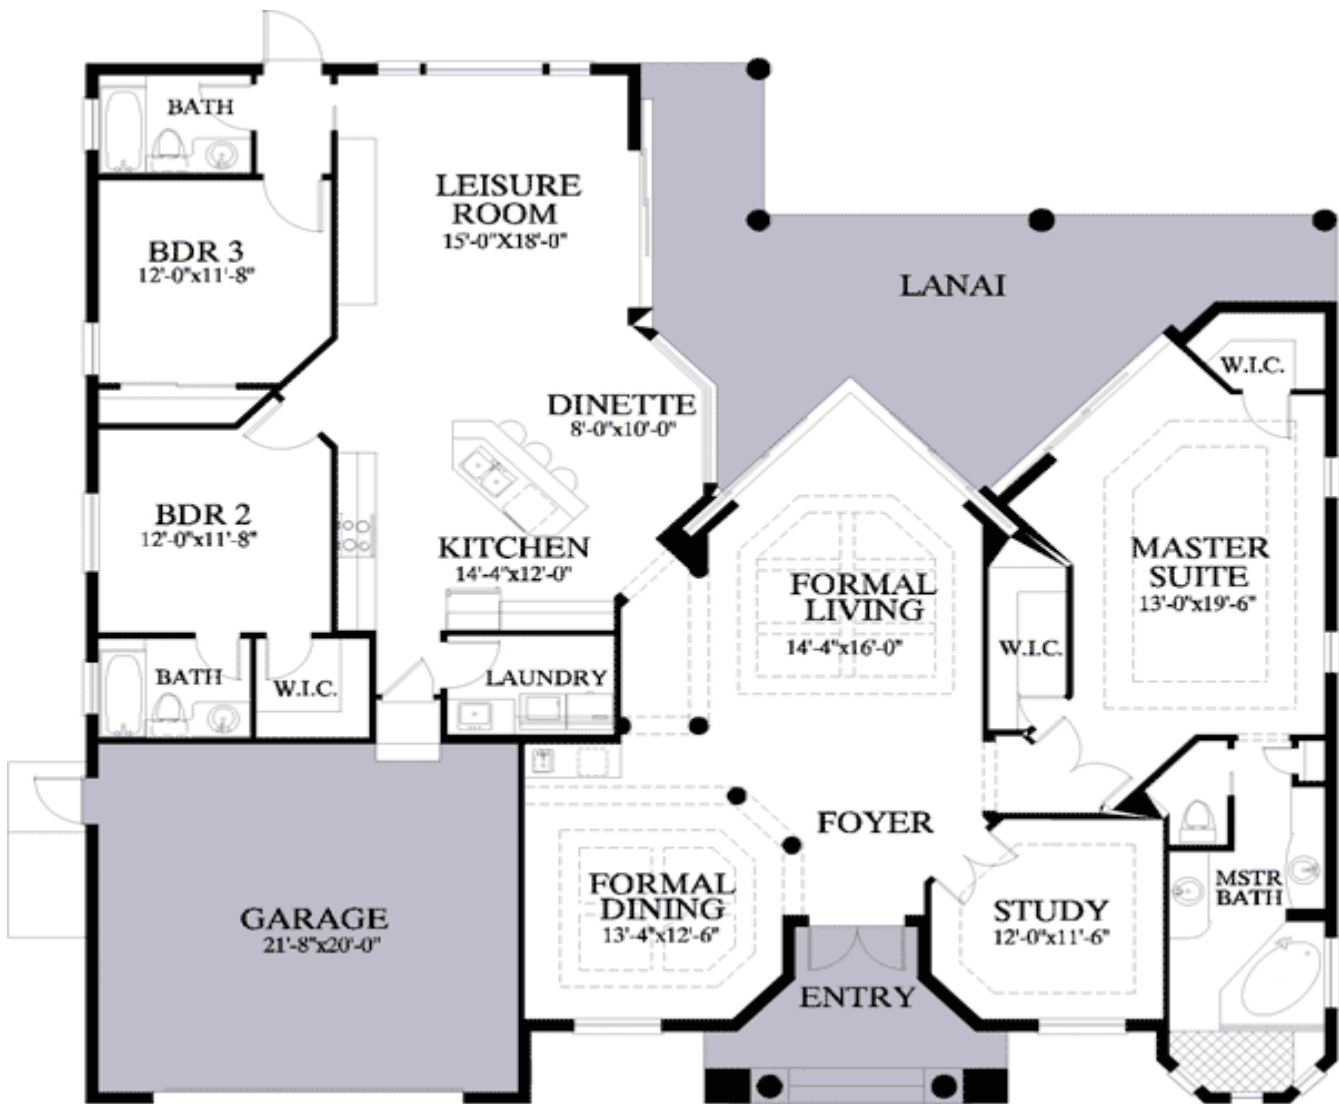 BATH
LEISURE
ROOM
15'-0"X18'-0"
BDR 3
12'-0"x11'-8"
LANAI
W.I.C.
DINETTE
8'-0"x10'-0"
BDR 2
12'-0"x11'-8"
KITCHEN
14'-4"x12'-0"
MASTER
SUITE
13'-0"x19'-6"
FORMAL
LIVING
14'-4"x16'-0"
W.I.C.
BATH
W.I.C.
LAUNDRY
FOYER
FORMAL
DINING
13'-4"x12'-6"
MSTR
BATH
GARAGE
21'-8"x20'-0"
STUDY
12'-0"x11'-6"
ENTRY